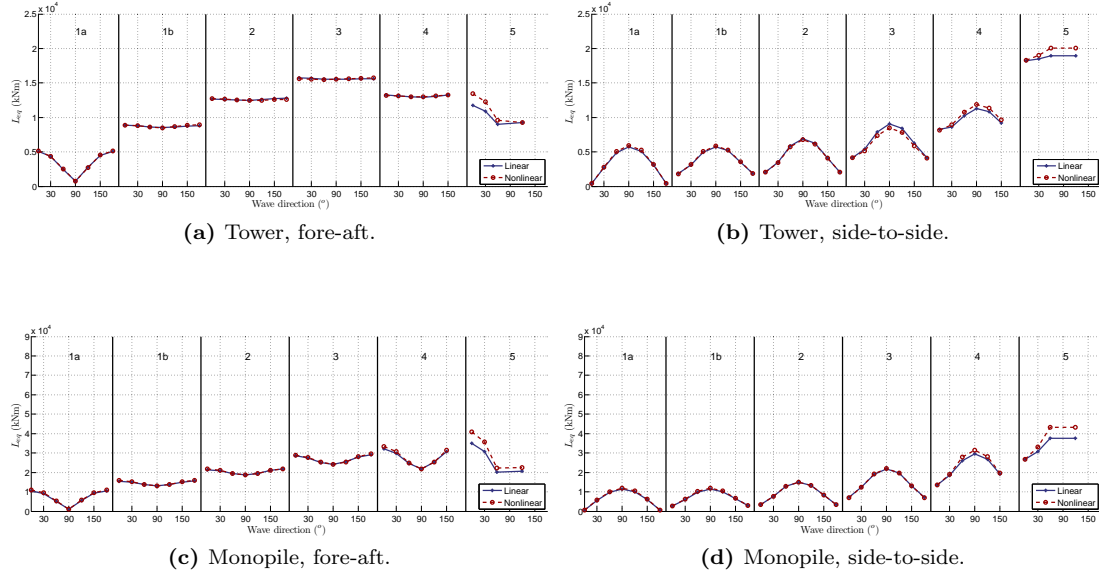 x 10⁴
2.5
2
1.5
1
0.5
0
L_eq (kNm)
1a 1b 2 3 4 5
30 90 150 30 90 150 30 90 150 30 90 150 30 90 150 30 90 150
Wave direction (°)
Linear
Nonlinear
(a) Tower, fore-aft.
x 10⁴
2.5
2
1.5
1
0.5
0
L_eq (kNm)
1a 1b 2 3 4 5
30 90 150 30 90 150 30 90 150 30 90 150 30 90 150 30 90 150
Wave direction (°)
Linear
Nonlinear
(b) Tower, side-to-side.
x 10⁴
9
8
7
6
5
4
3
2
1
0
L_eq (kNm)
1a 1b 2 3 4 5
30 90 150 30 90 150 30 90 150 30 90 150 30 90 150 30 90 150
Wave direction (°)
Linear
Nonlinear
(c) Monopile, fore-aft.
x 10⁴
9
8
7
6
5
4
3
2
1
0
L_eq (kNm)
1a 1b 2 3 4 5
30 90 150 30 90 150 30 90 150 30 90 150 30 90 150 30 90 150
Wave direction (°)
Linear
Nonlinear
(d) Monopile, side-to-side.